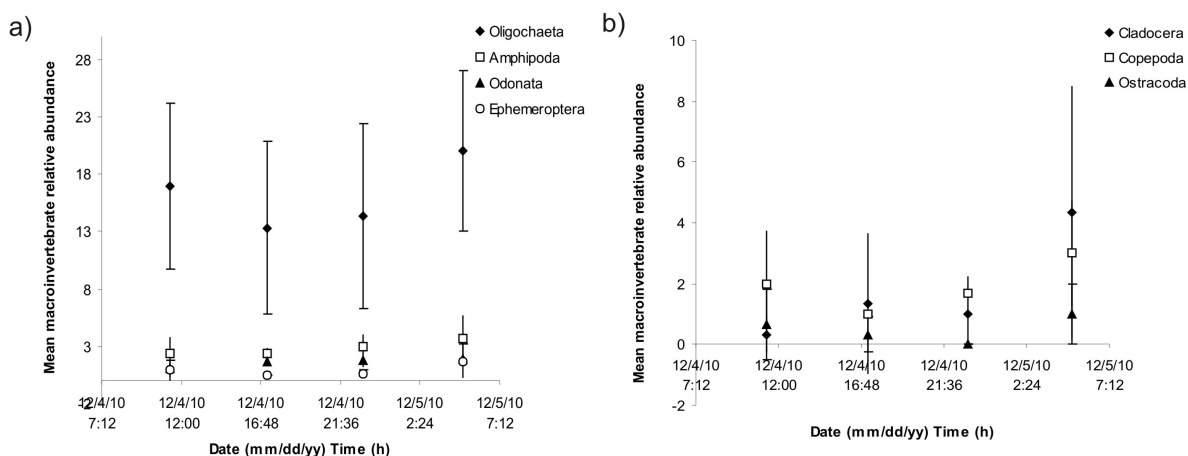 a)
Oligochaeta
Amphipoda
Odonata
Ephemeroptera
Mean macroinvertebrate relative abundance
28
23
18
13
8
3
-2
12/4/10 12/4/10 12/4/10 12/4/10 12/5/10 12/5/10
7:12 12:00 16:48 21:36 2:24 7:12
Date (mm/dd/yy) Time (h)
b)
Cladocera
Copepoda
Ostracoda
Mean macroinvertebrate relative abundance
10
8
6
4
2
0
-2
12/4/10 12/4/10 12/4/10 12/4/10 12/5/10 12/5/10
7:12 12:00 16:48 21:36 2:24 7:12
Date (mm/dd/yy) Time (h)